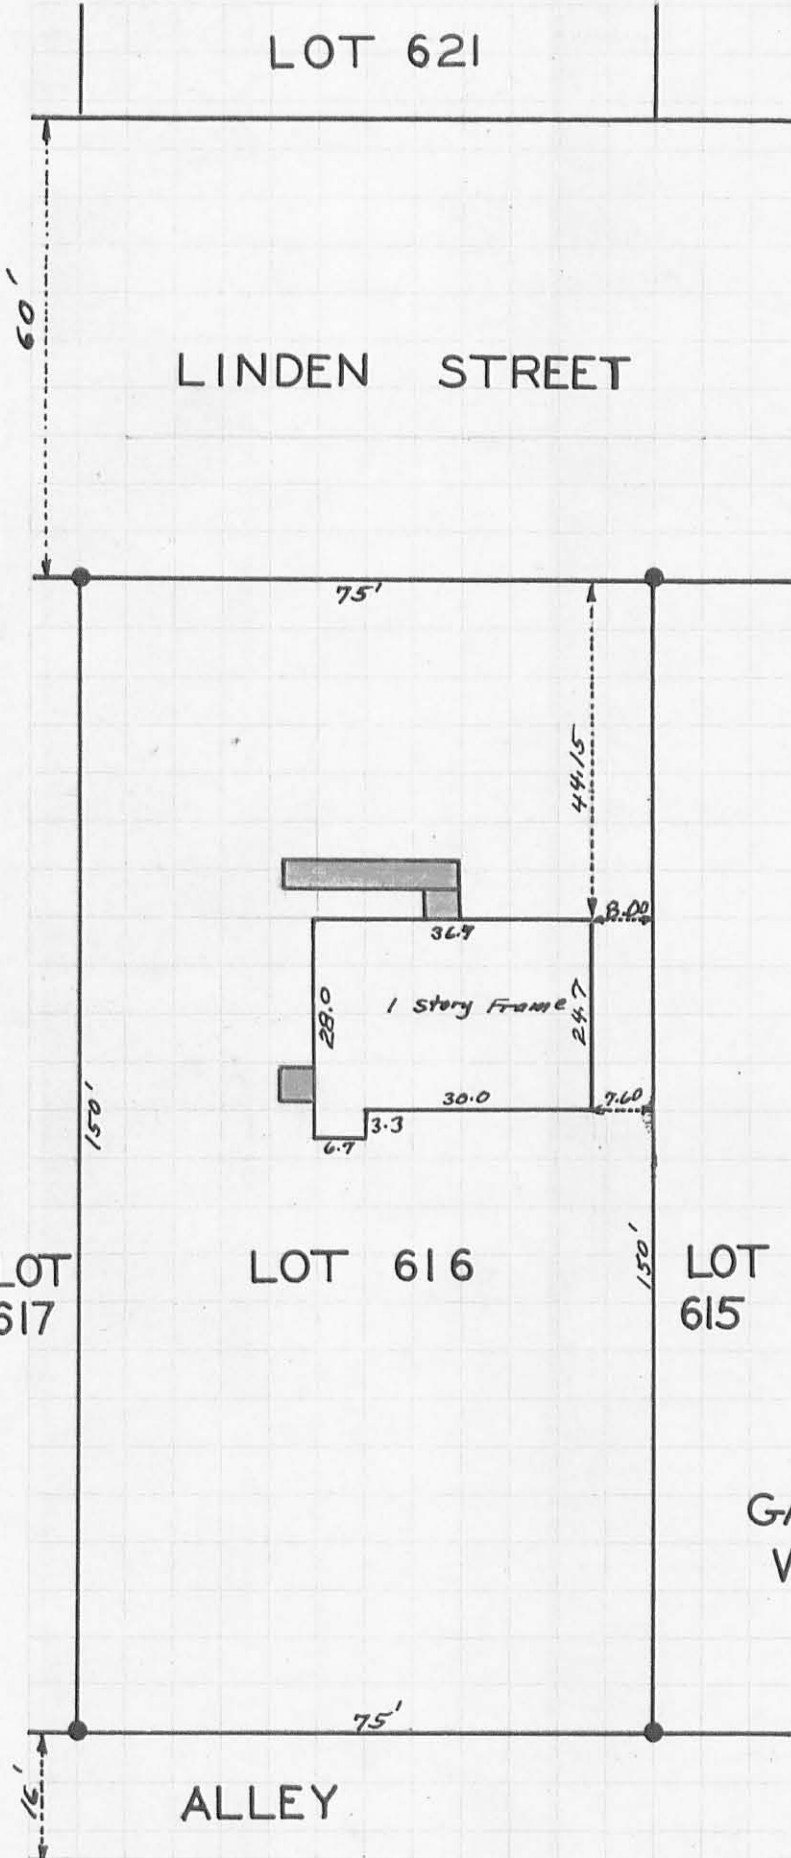 LOT 621
60'
LINDEN STREET
75'
44.15
8.00
36.7
28.0
1 Story Frame
24.7
30.0
7.60
3.3
6.7
150'
150'
LOT 616
LOT
617
LOT
615
75'
16'
ALLEY